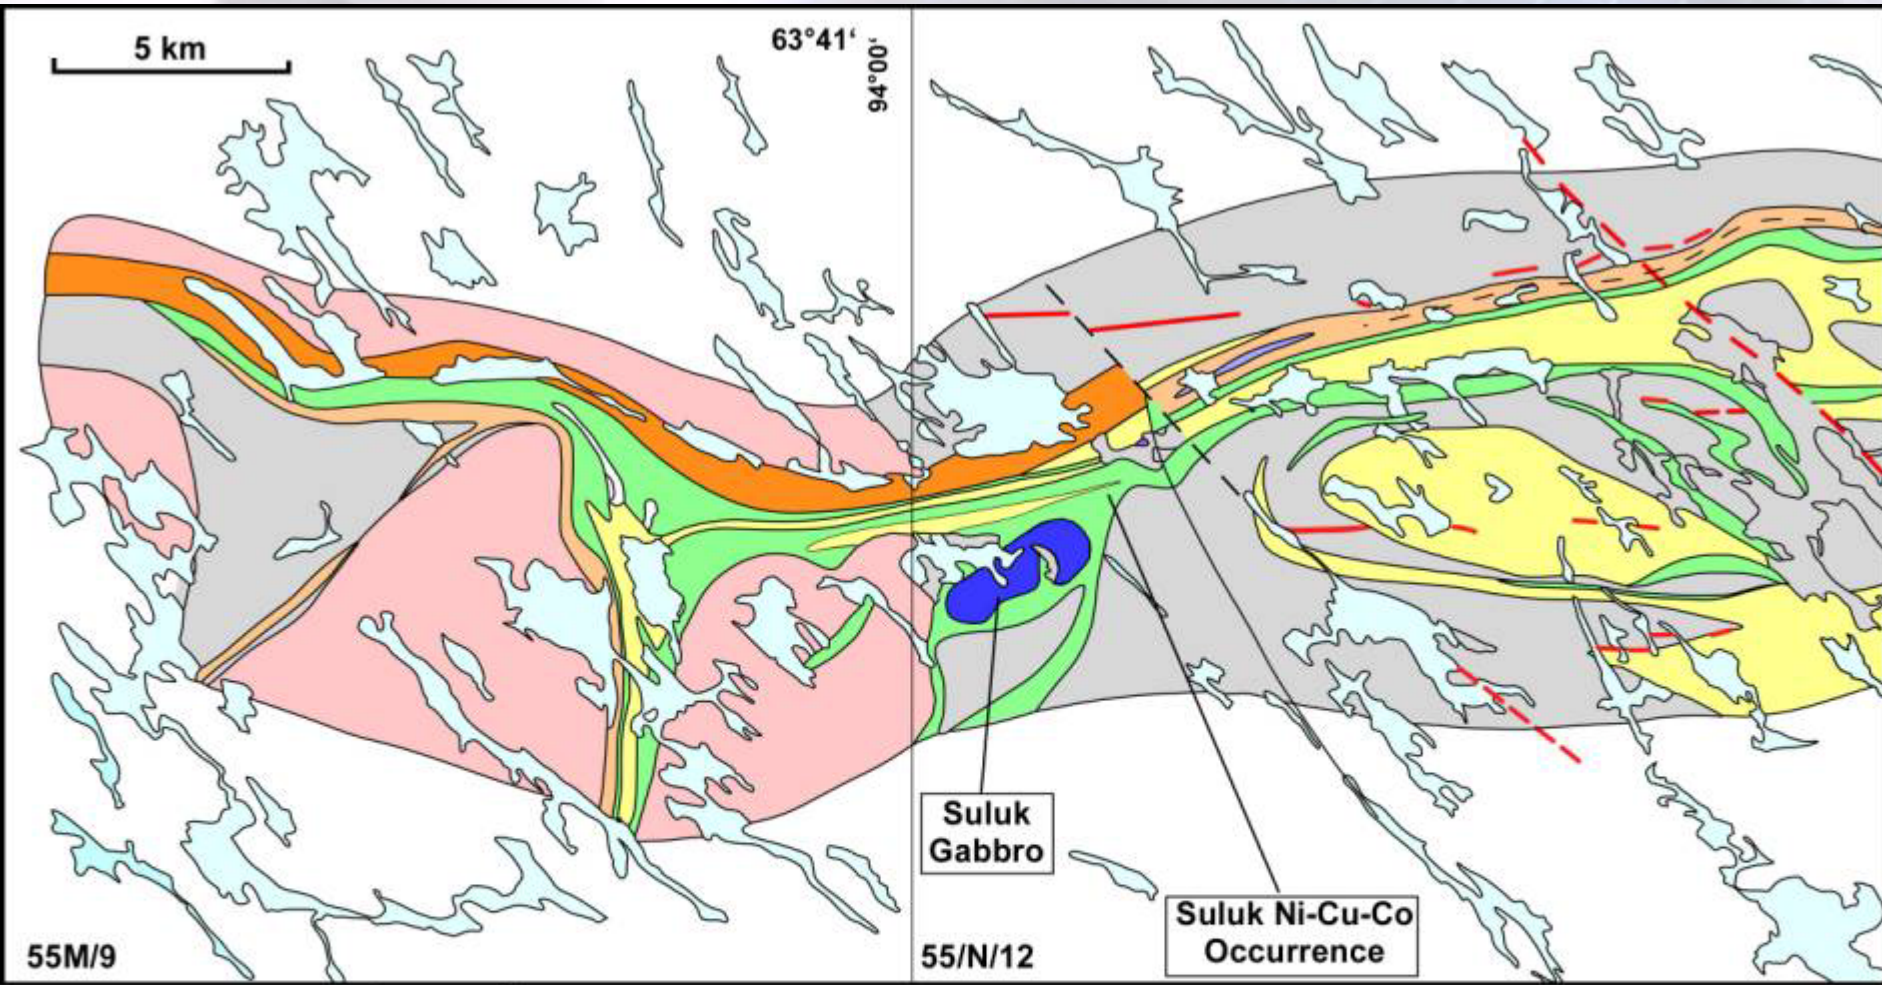 5 km
63°41‘
94°00‘
Suluk
Gabbro
Suluk Ni-Cu-Co
Occurrence
55M/9
55/N/12